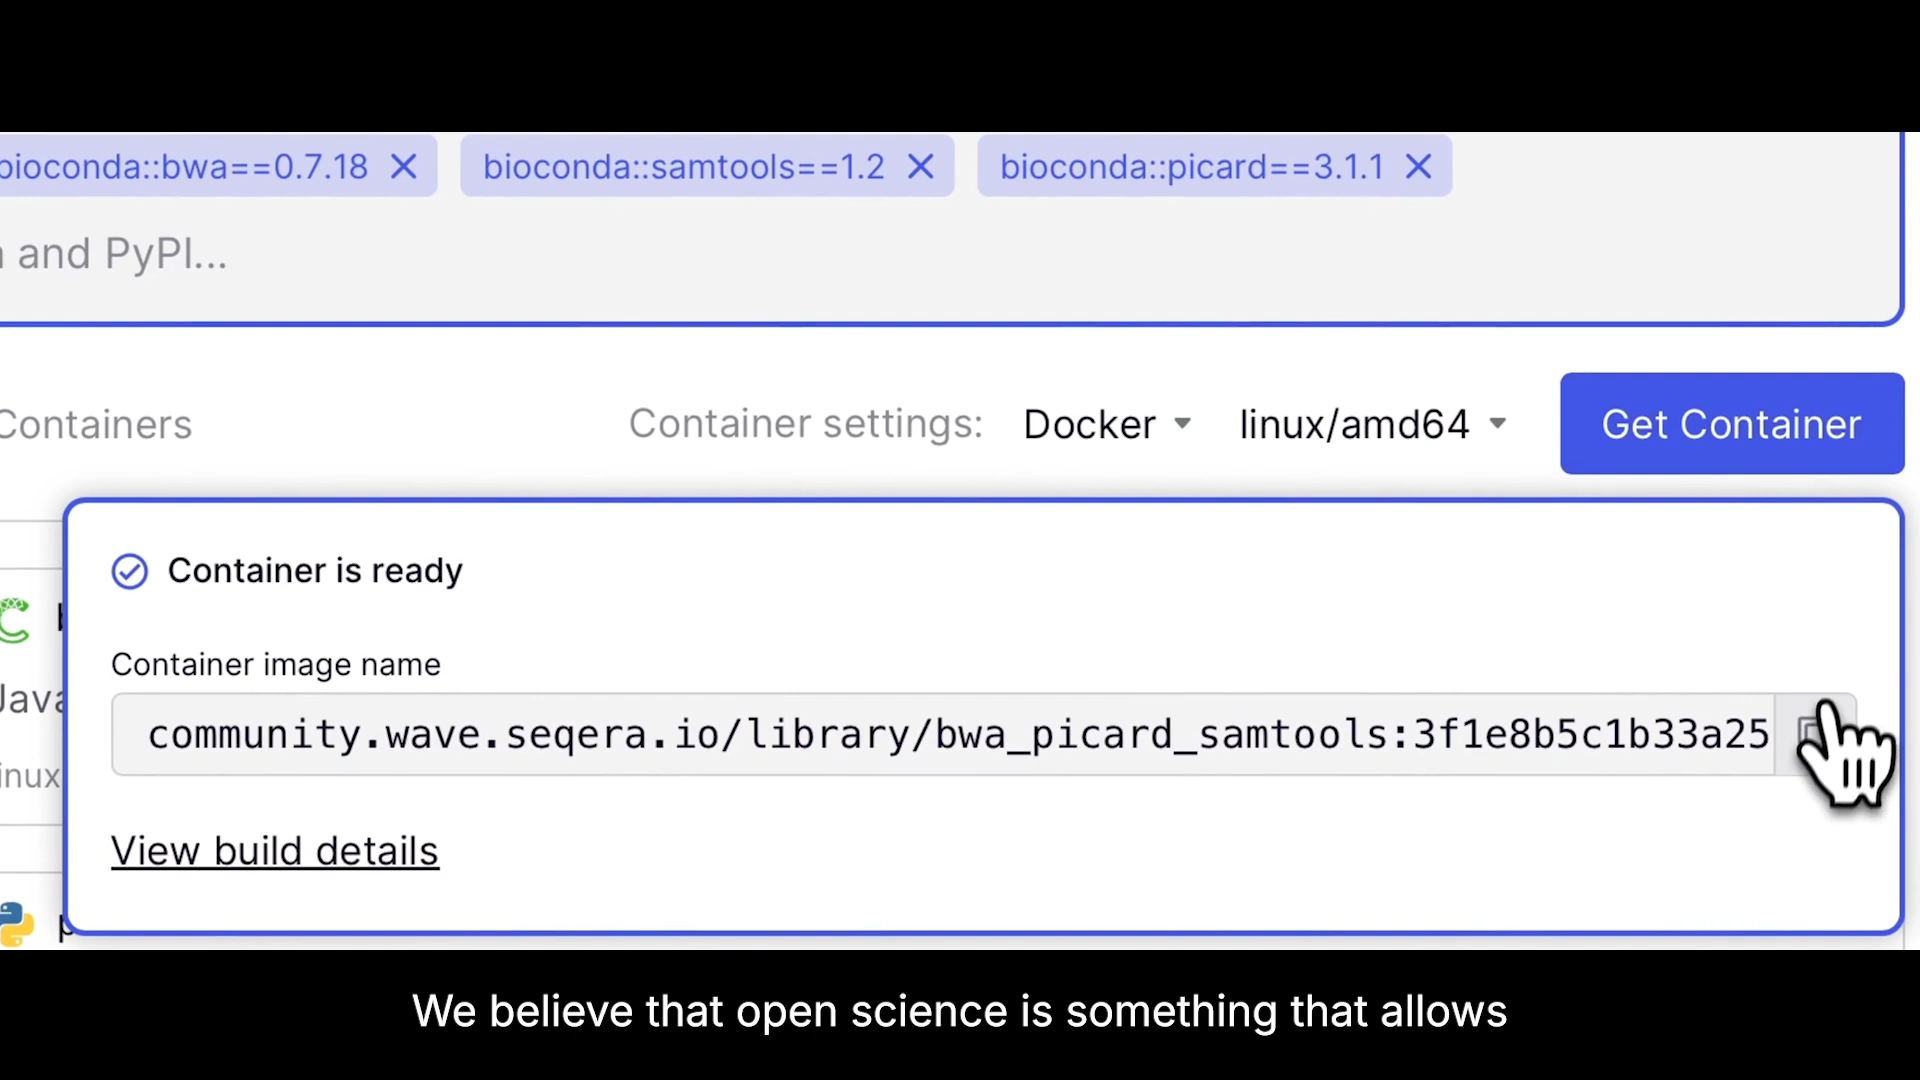 bioconda::bwa==0.7.18 bioconda::samtools==1.2 bioconda::picard==3.1.1
and PyPI...
Containers Container settings: Docker linux/amd64 Get Container
Container is ready
Container image name
Java
community.wave.seqera.io/library/bwa_picard_samtools:3f1e8b5c1b33a25
linux
View build details
We believe that open science is something that allows